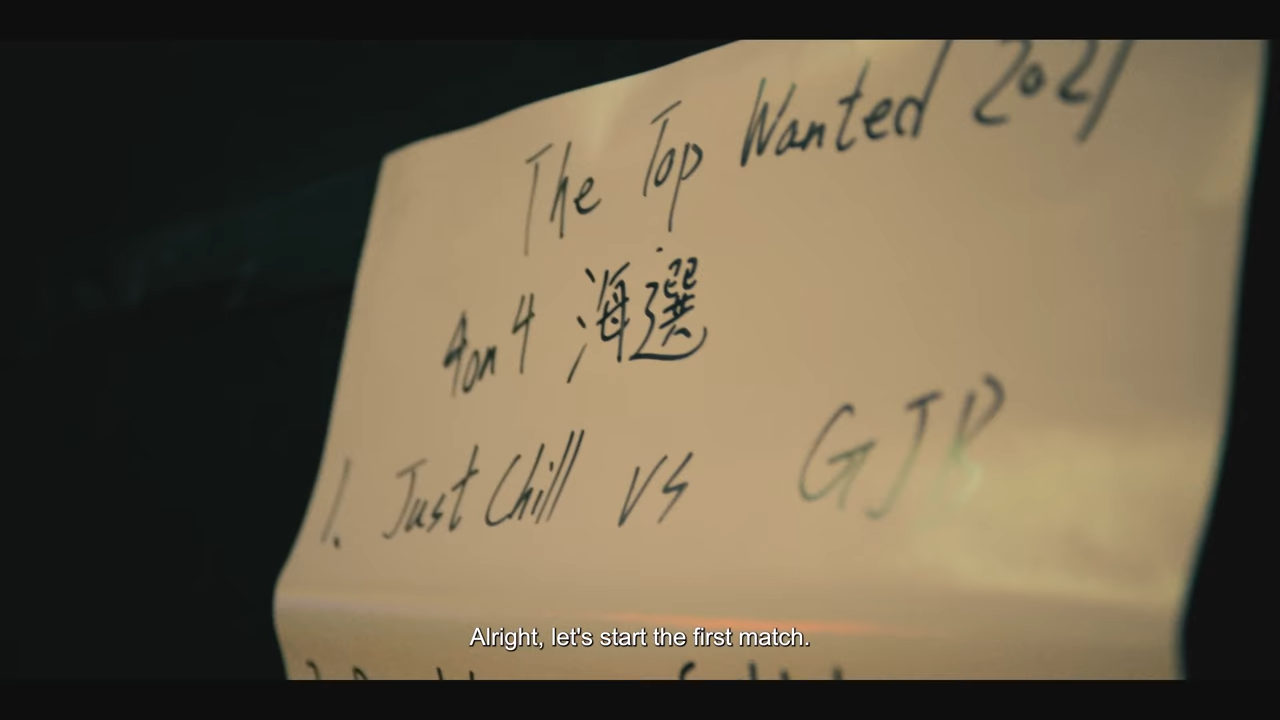 The Top Wanted 2021
4on4 海選
1. Just Chill vs GJB
Alright, let's start the first match.